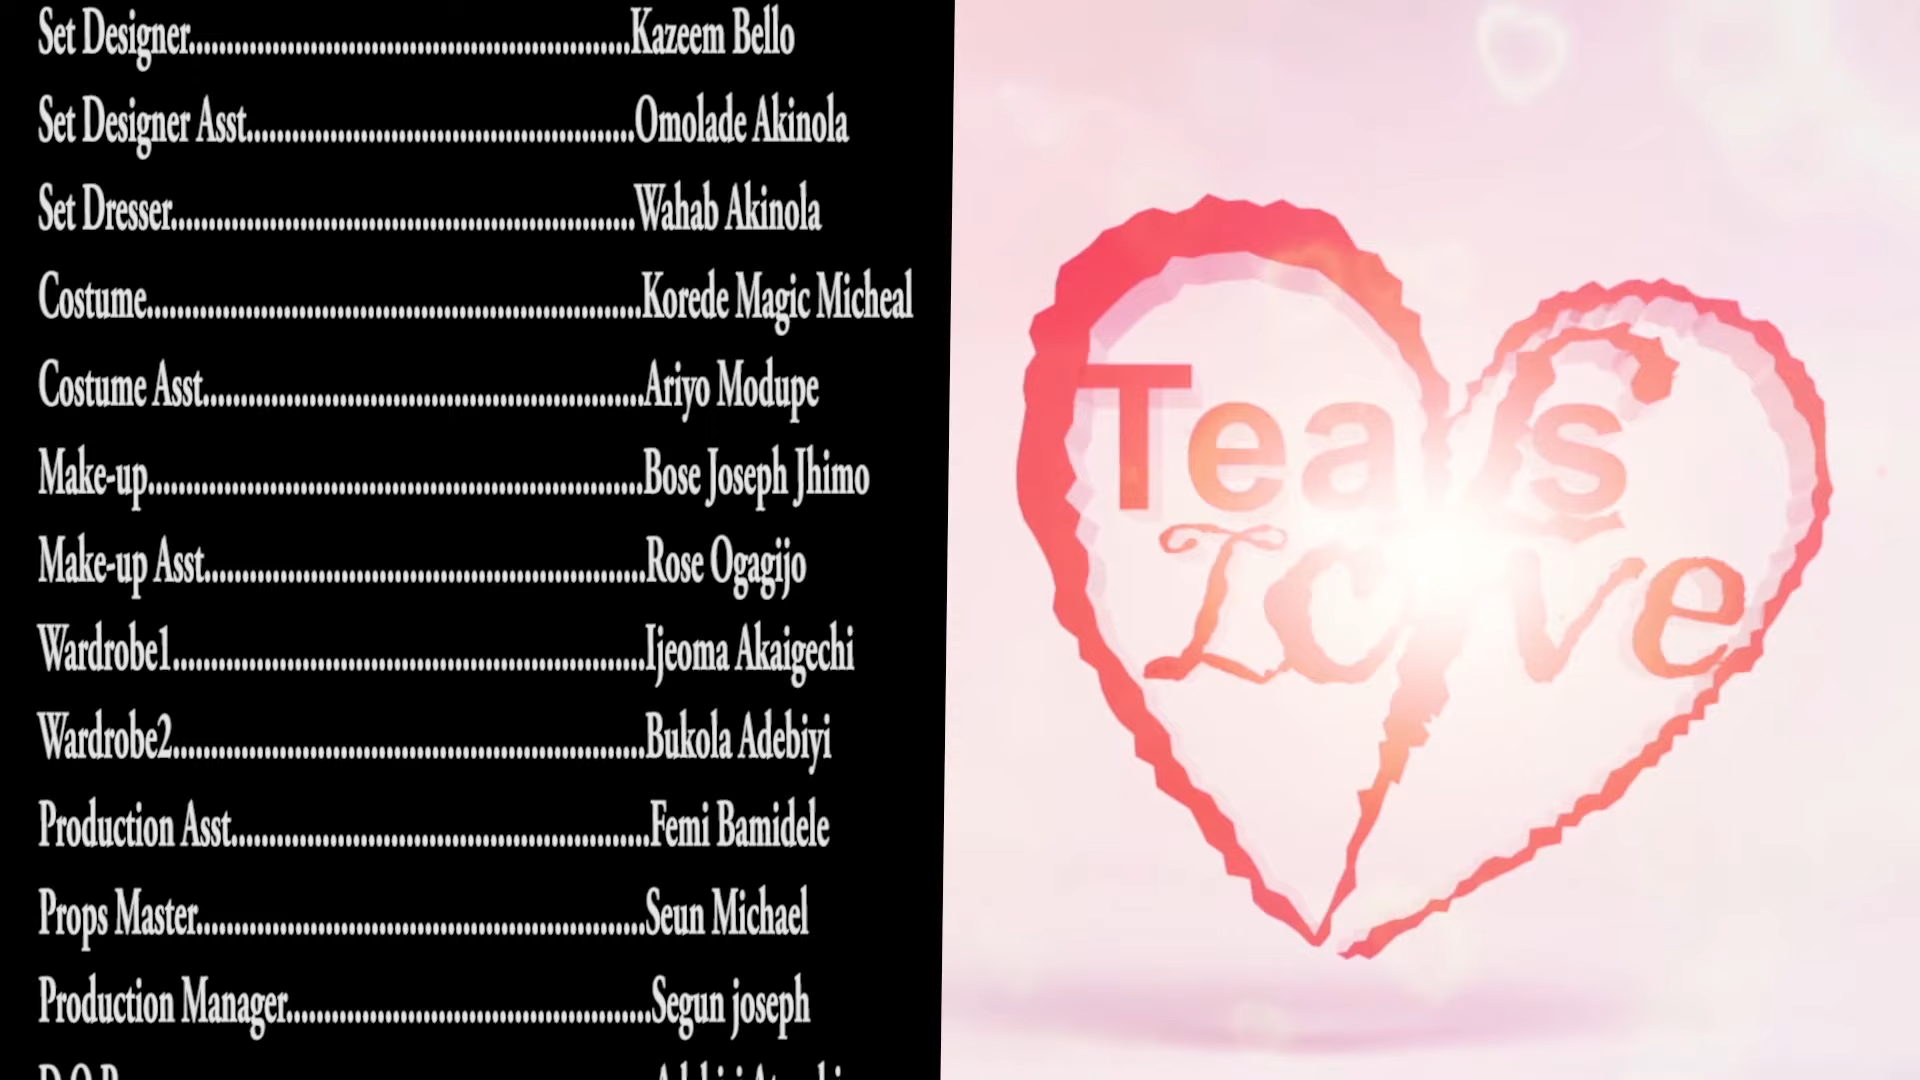 Set Designer..........................................................Kazeem Bello
Set Designer Asst...................................................Omolade Akinola
Set Dresser.............................................................Wahab Akinola
Costume.................................................................Korede Magic Micheal
Costume Asst..........................................................Ariyo Modupe
Make-up.................................................................Bose Joseph Jhimo
Make-up Asst..........................................................Rose Ogagijo
Wardrobe1..............................................................Ijeoma Akaigechi
Wardrobe2..............................................................Bukola Adebiyi
Production Asst.......................................................Femi Bamidele
Props Master...........................................................Seun Michael
Production Manager................................................Segun joseph
Tears
Love